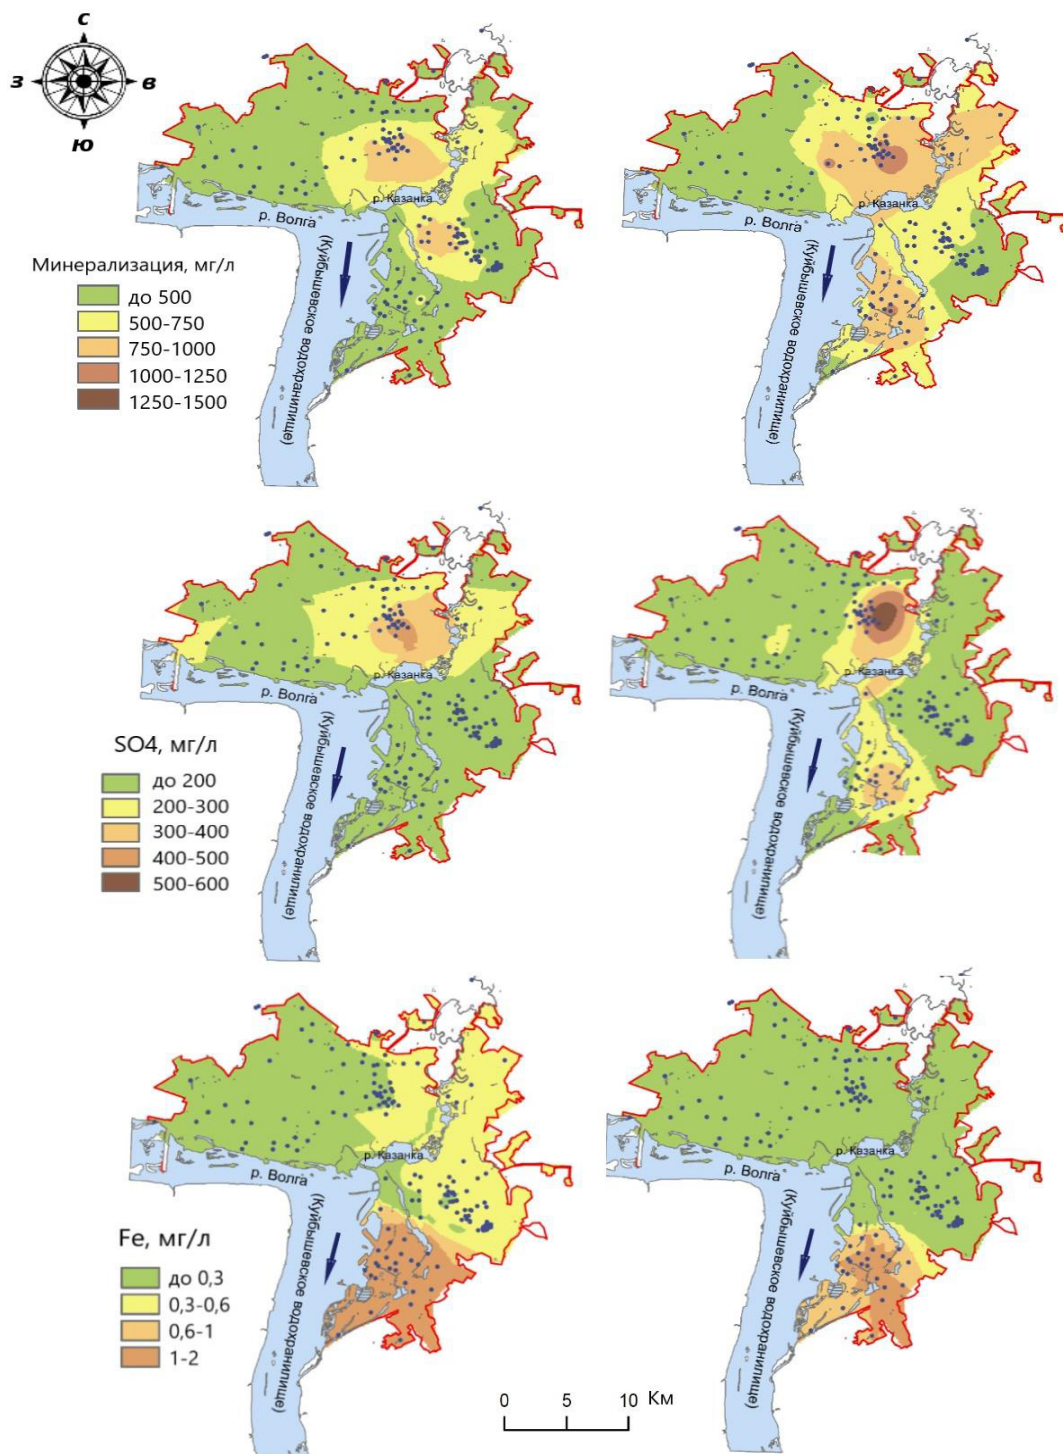 с
з в
ю
р. Казанка
р. Волга
(Куйбышевское водохранилище)
Минерализация, мг/л
до 500
500-750
750-1000
1000-1250
1250-1500
р. Казанка
р. Волга
(Куйбышевское водохранилище)
р. Казанка
р. Волга
(Куйбышевское водохранилище)
SO4, мг/л
до 200
200-300
300-400
400-500
500-600
р. Казанка
р. Волга
(Куйбышевское водохранилище)
р. Казанка
р. Волга
(Куйбышевское водохранилище)
Fe, мг/л
до 0,3
0,3-0,6
0,6-1
1-2
р. Казанка
р. Волга
(Куйбышевское водохранилище)
0 5 10 Км